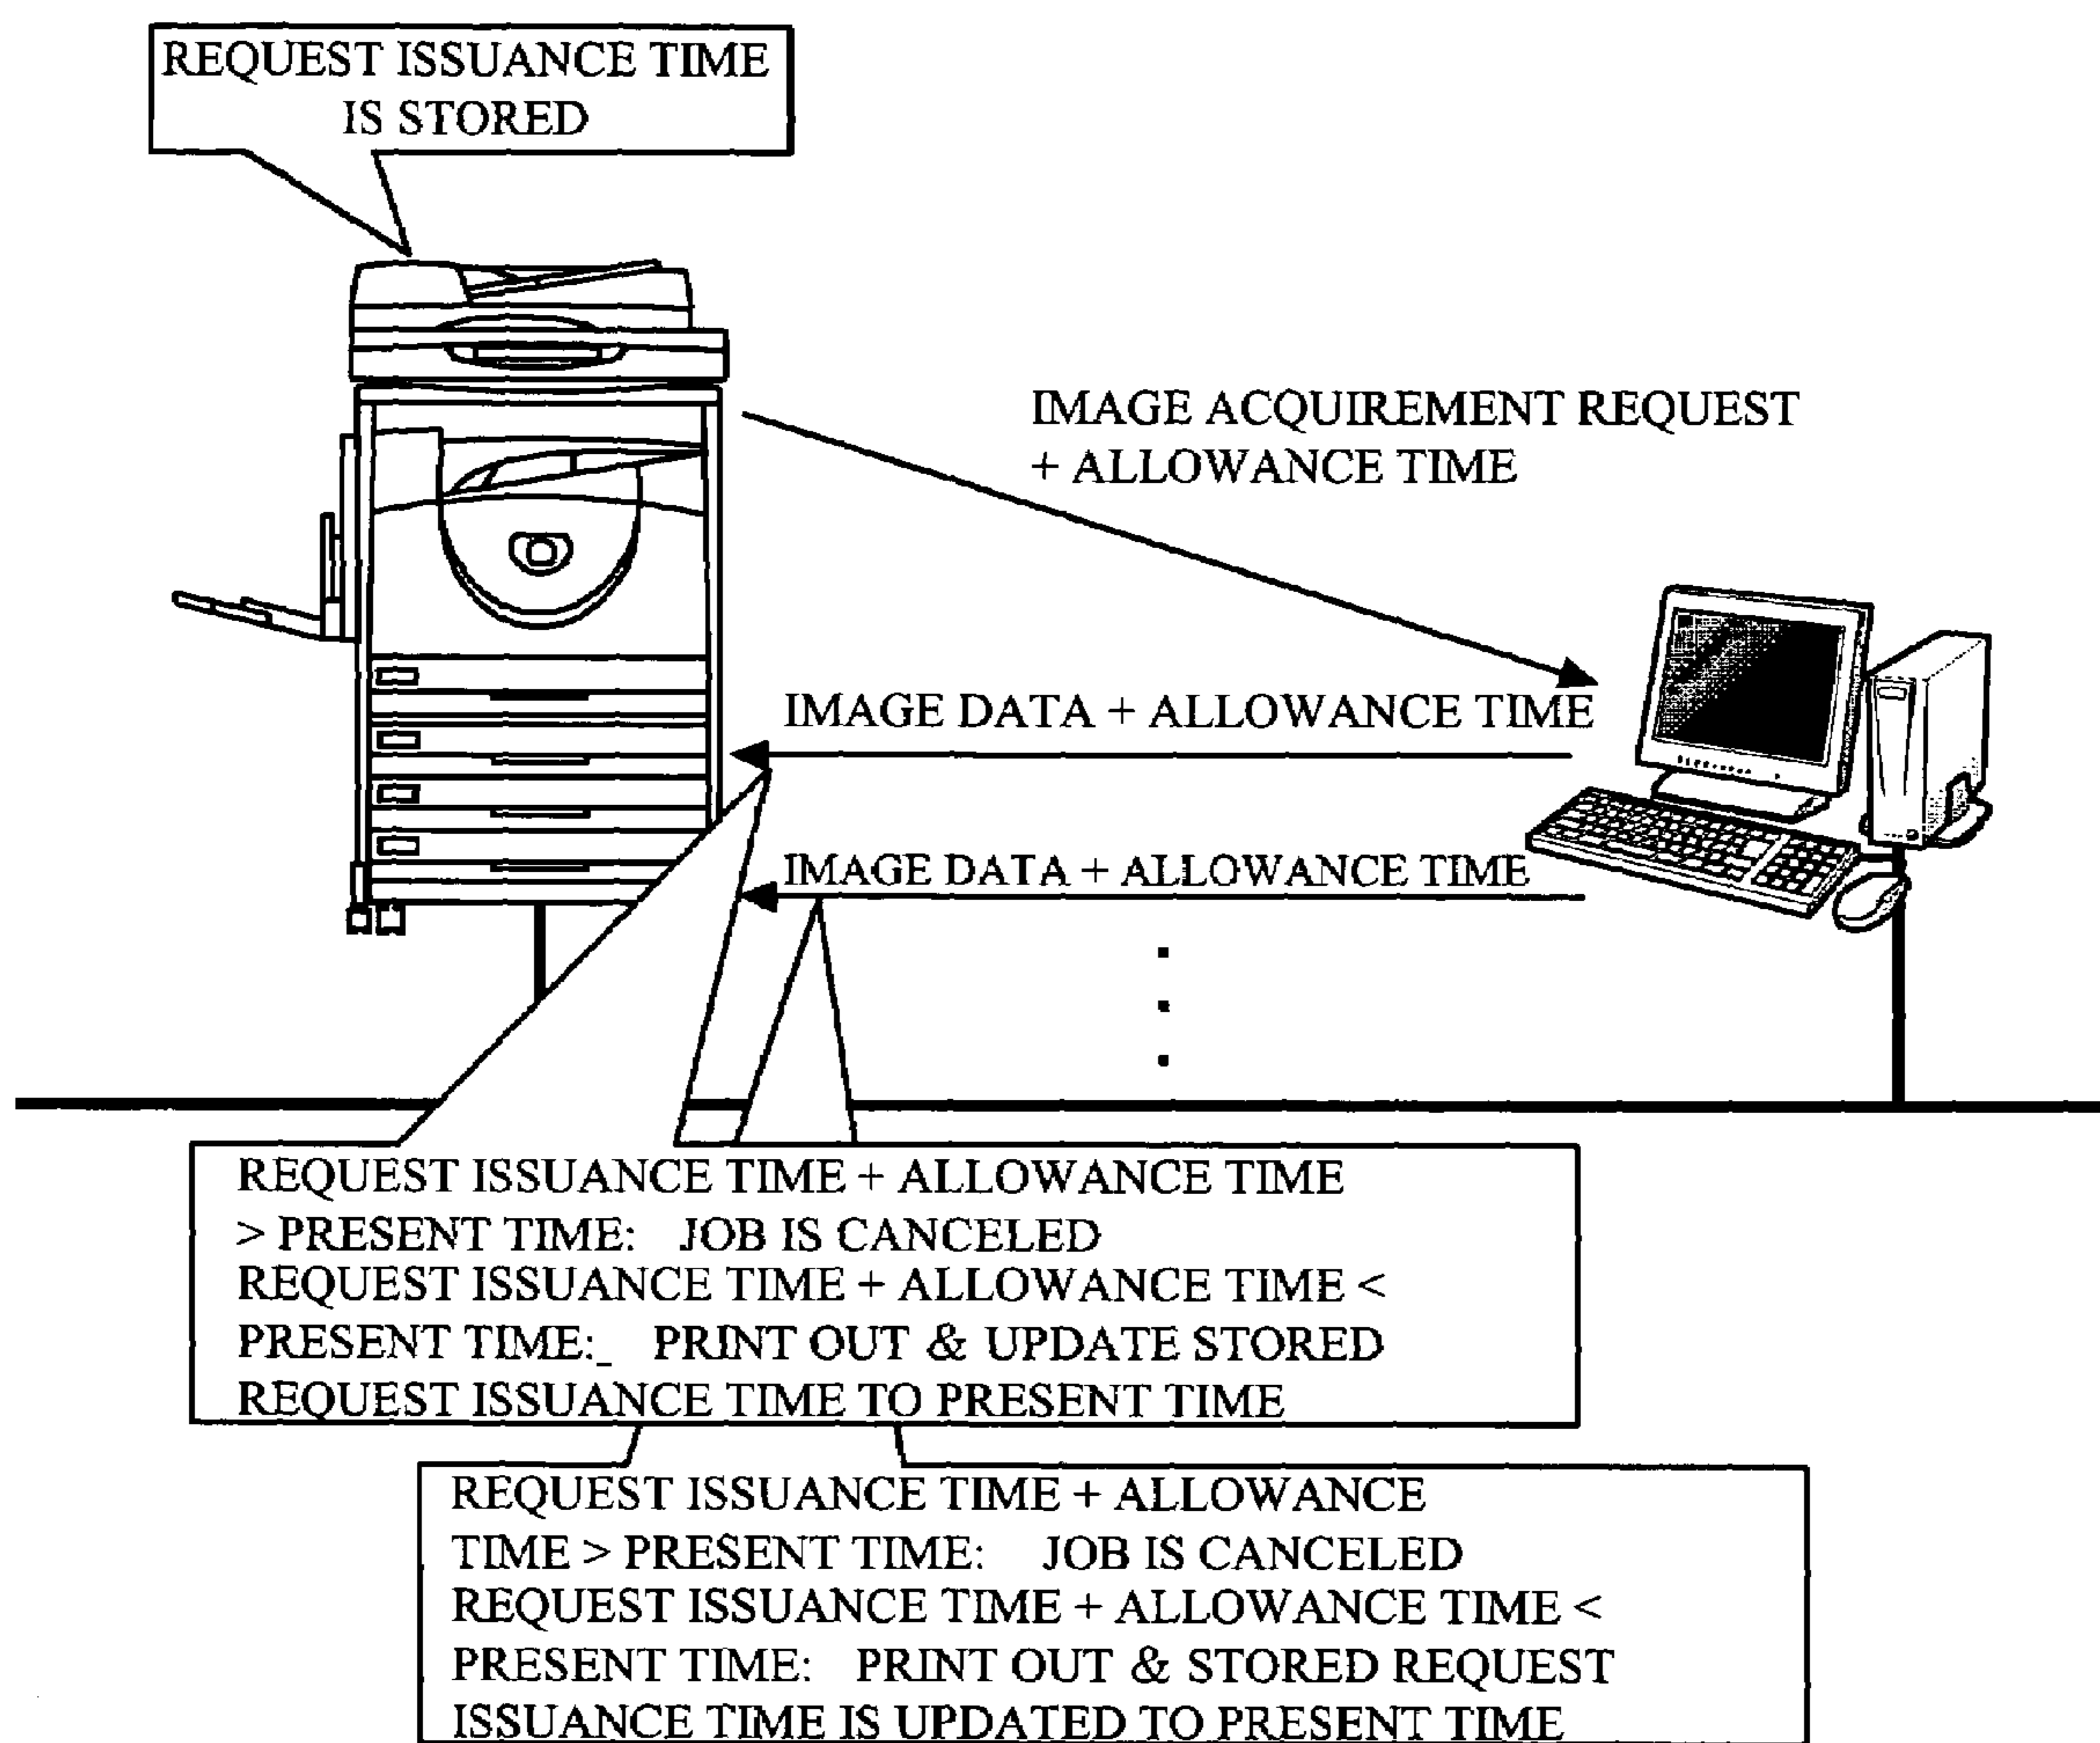 REQUEST ISSUANCE TIME
IS STORED
IMAGE ACQUIREMENT REQUEST
+ ALLOWANCE TIME
IMAGE DATA + ALLOWANCE TIME
IMAGE DATA + ALLOWANCE TIME
REQUEST ISSUANCE TIME + ALLOWANCE TIME
> PRESENT TIME: JOB IS CANCELED
REQUEST ISSUANCE TIME + ALLOWANCE TIME <
PRESENT TIME:_ PRINT OUT & UPDATE STORED
REQUEST ISSUANCE TIME TO PRESENT TIME
REQUEST ISSUANCE TIME + ALLOWANCE
TIME > PRESENT TIME: JOB IS CANCELED
REQUEST ISSUANCE TIME + ALLOWANCE TIME <
PRESENT TIME: PRINT OUT & STORED REQUEST
ISSUANCE TIME IS UPDATED TO PRESENT TIME